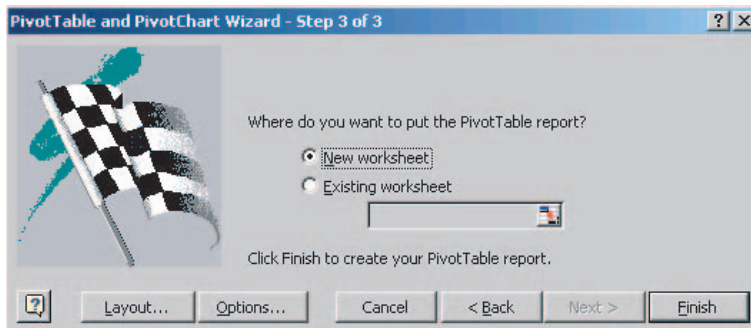 PivotTable and PivotChart Wizard - Step 3 of 3
Where do you want to put the PivotTable report?
New worksheet
Existing worksheet
Click Finish to create your PivotTable report.
Layout... Options... Cancel < Back Next > Finish